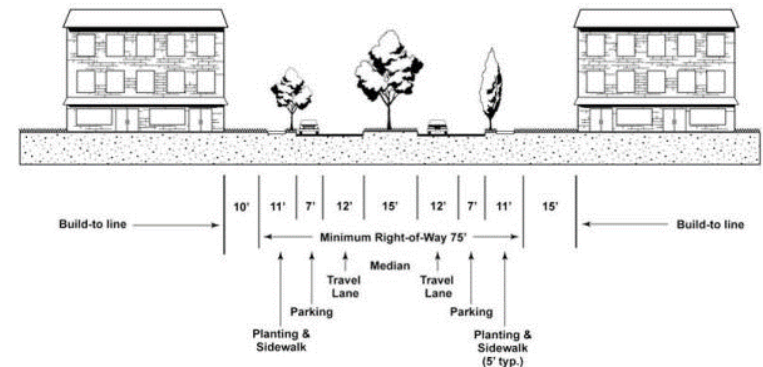 10' 11' 7' 12' 15' 12' 7' 11' 15'
Build-to line
Minimum Right-of-Way 75'
Build-to line
Median
Travel
Lane
Travel
Lane
Parking
Parking
Planting &
Sidewalk
Planting &
Sidewalk
(5' typ.)